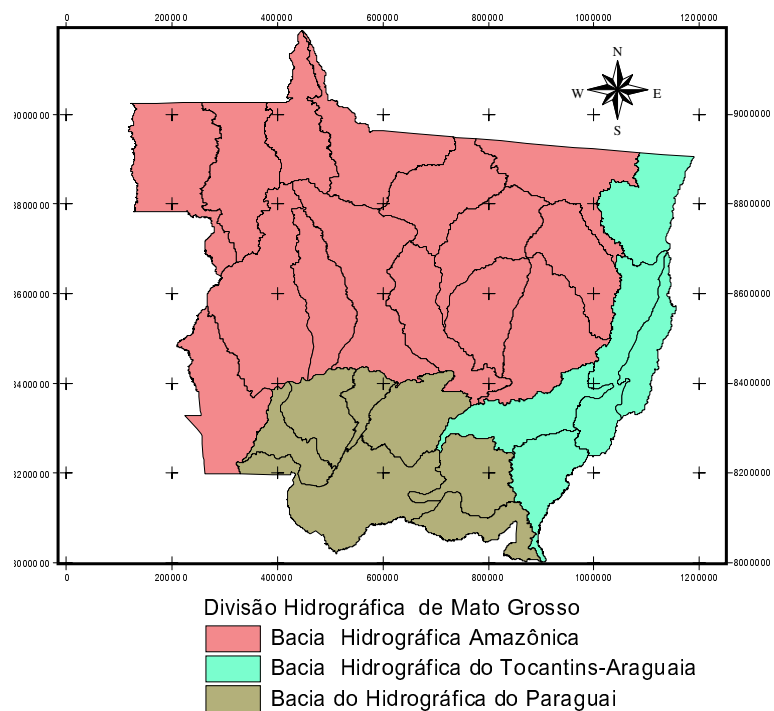 0 200000 400000 600000 800000 1000000 1200000
N
W E
S
9000000
8800000
8600000
8400000
8200000
8000000
0 200000 400000 600000 800000 1000000 1200000
Divisão Hidrográfica de Mato Grosso
Bacia Hidrográfica Amazônica
Bacia Hidrográfica do Tocantins-Araguaia
Bacia do Hidrográfica do Paraguai